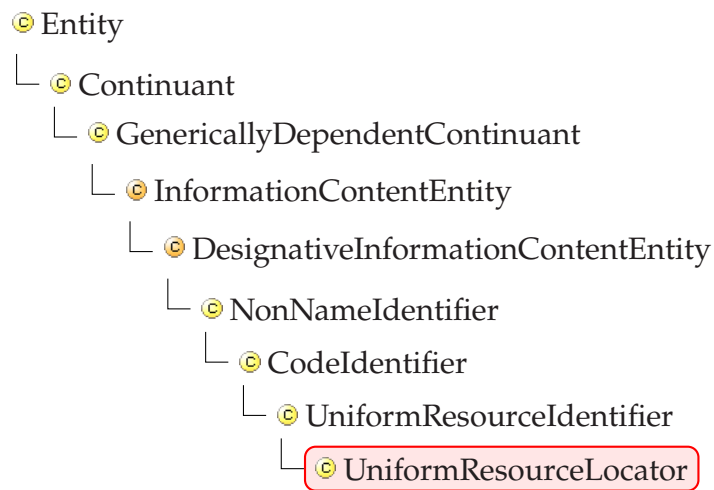 C Entity
C Continuant
C GenericallyDependentContinuant
C InformationContentEntity
C DesignativeInformationContentEntity
C NonNameIdentifier
C CodeIdentifier
C UniformResourceIdentifier
C UniformResourceLocator